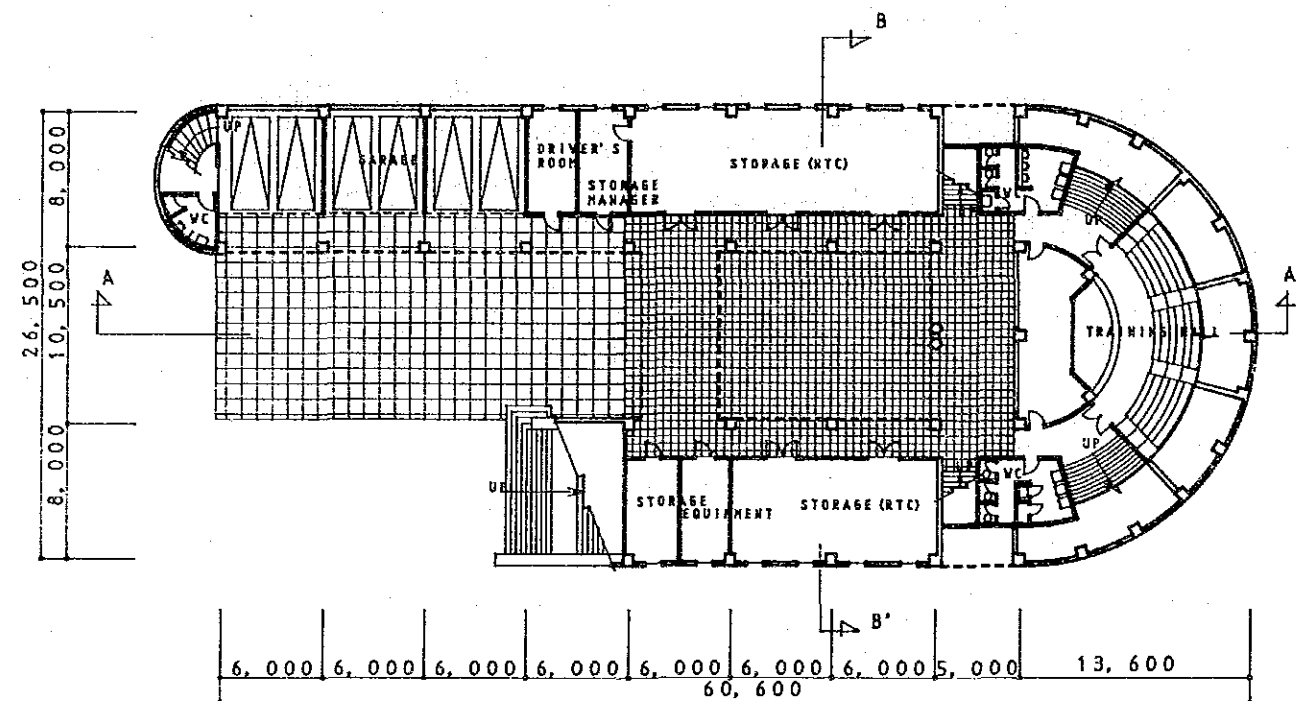 B
UP
GARAGE
DRIVER'S
ROOM
STORAGE
MANAGER
STORAGE (KTC)
WC
UP
WC
A
A'
TRAINING HALL
UP
UP
STORAGE
EQUIPMENT
STORAGE (RTC)
WC
B'
8,000
10,500
8,000
26,500
6,000
6,000
6,000
6,000
6,000
6,000
6,000
5,000
13,600
60,600